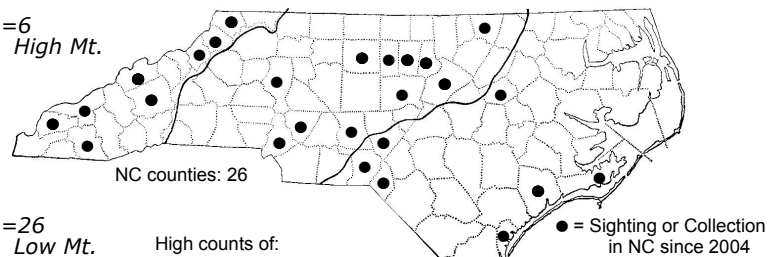 =6
High Mt.
NC counties: 26
=26
Low Mt.
High counts of:
● = Sighting or Collection
in NC since 2004